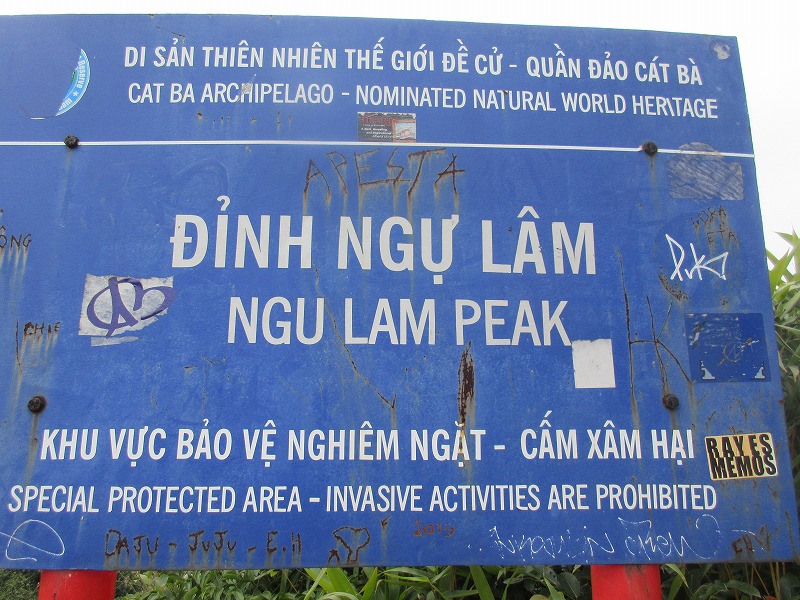 DI SẢN THIÊN NHIÊN THẾ GIỚI ĐỀ CỬ - QUẦN ĐẢO CÁT BÀ
CAT BA ARCHIPELAGO - NOMINATED NATURAL WORLD HERITAGE
APESTA
ĐỈNH NGỰ LÂM
NGU LAM PEAK
KHU VỰC BẢO VỆ NGHIÊM NGẶT - CẤM XÂM HẠI
RAYES
MEMOS
SPECIAL PROTECTED AREA - INVASIVE ACTIVITIES ARE PROHIBITED
DAJU - JUJU - E.H